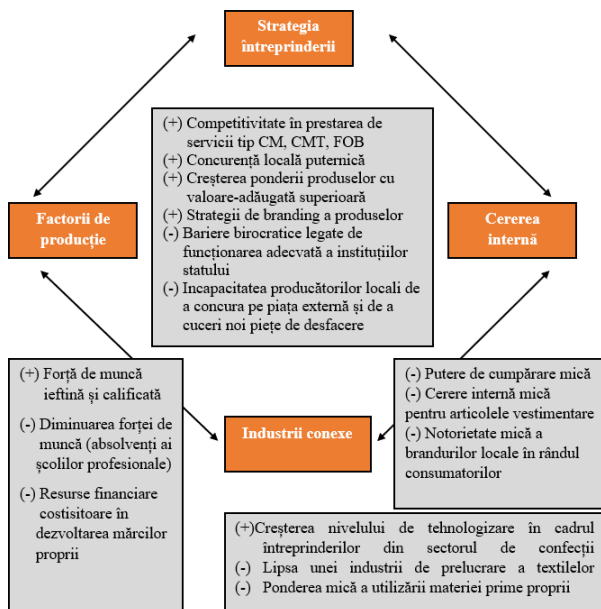 Strategia
întreprinderii
(+) Competitivitate în prestarea de
servicii tip CM, CMT, FOB
(+) Concurență locală puternică
(+) Creșterea ponderii produselor cu
valoare-adăugată superioară
(+) Strategii de branding a produselor
(-) Bariere birocratice legate de
funcționarea adecvată a instituțiilor
statului
(-) Incapacitatea producătorilor locali de
a concura pe piața externă și de a
cuceri noi piețe de desfacere
Factorii de
producție
Cererea
internă
(+) Forță de muncă
ieftină și calificată
(-) Diminuarea forței de
muncă (absolvenți ai
școlilor profesionale)
(-) Resurse financiare
costisitoare în
dezvoltarea mărcilor
proprii
Industrii conexe
(-) Putere de cumpărare mică
(-) Cerere internă mică
pentru articolele vestimentare
(-) Notorietate mică a
brandurilor locale în rândul
consumatorilor
(+)Creșterea nivelului de tehnologizare în cadrul
întreprinderilor din sectorul de confecții
(-) Lipsa unei industrii de prelucrare a textilelor
(-) Ponderea mică a utilizării materiei prime proprii